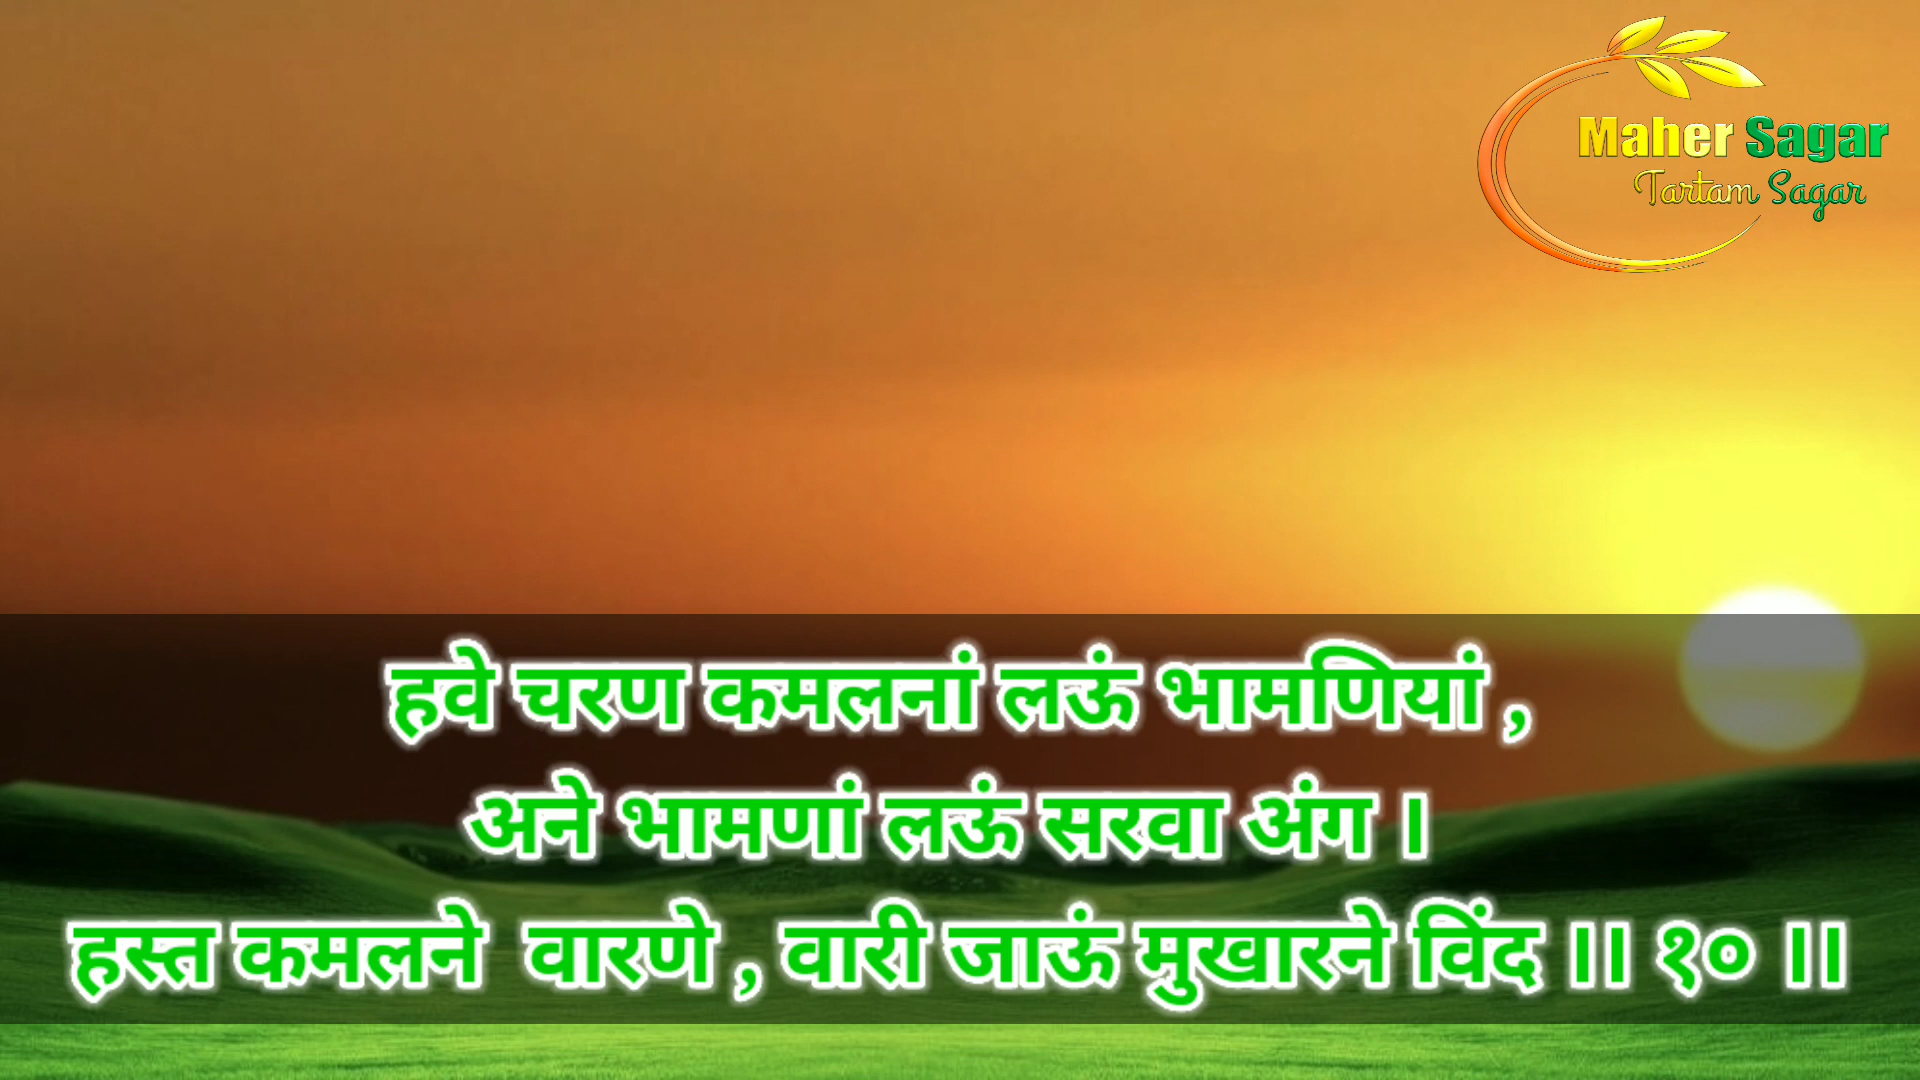 Maher Sagar
Tartam Sagar
हवे चरण कमलनां लऊं भामणियां ,
अने भामणां लऊं सरवा अंग ।
हस्त कमलने वारणे , वारी जाऊं मुखारने विंद ।। १० ।।